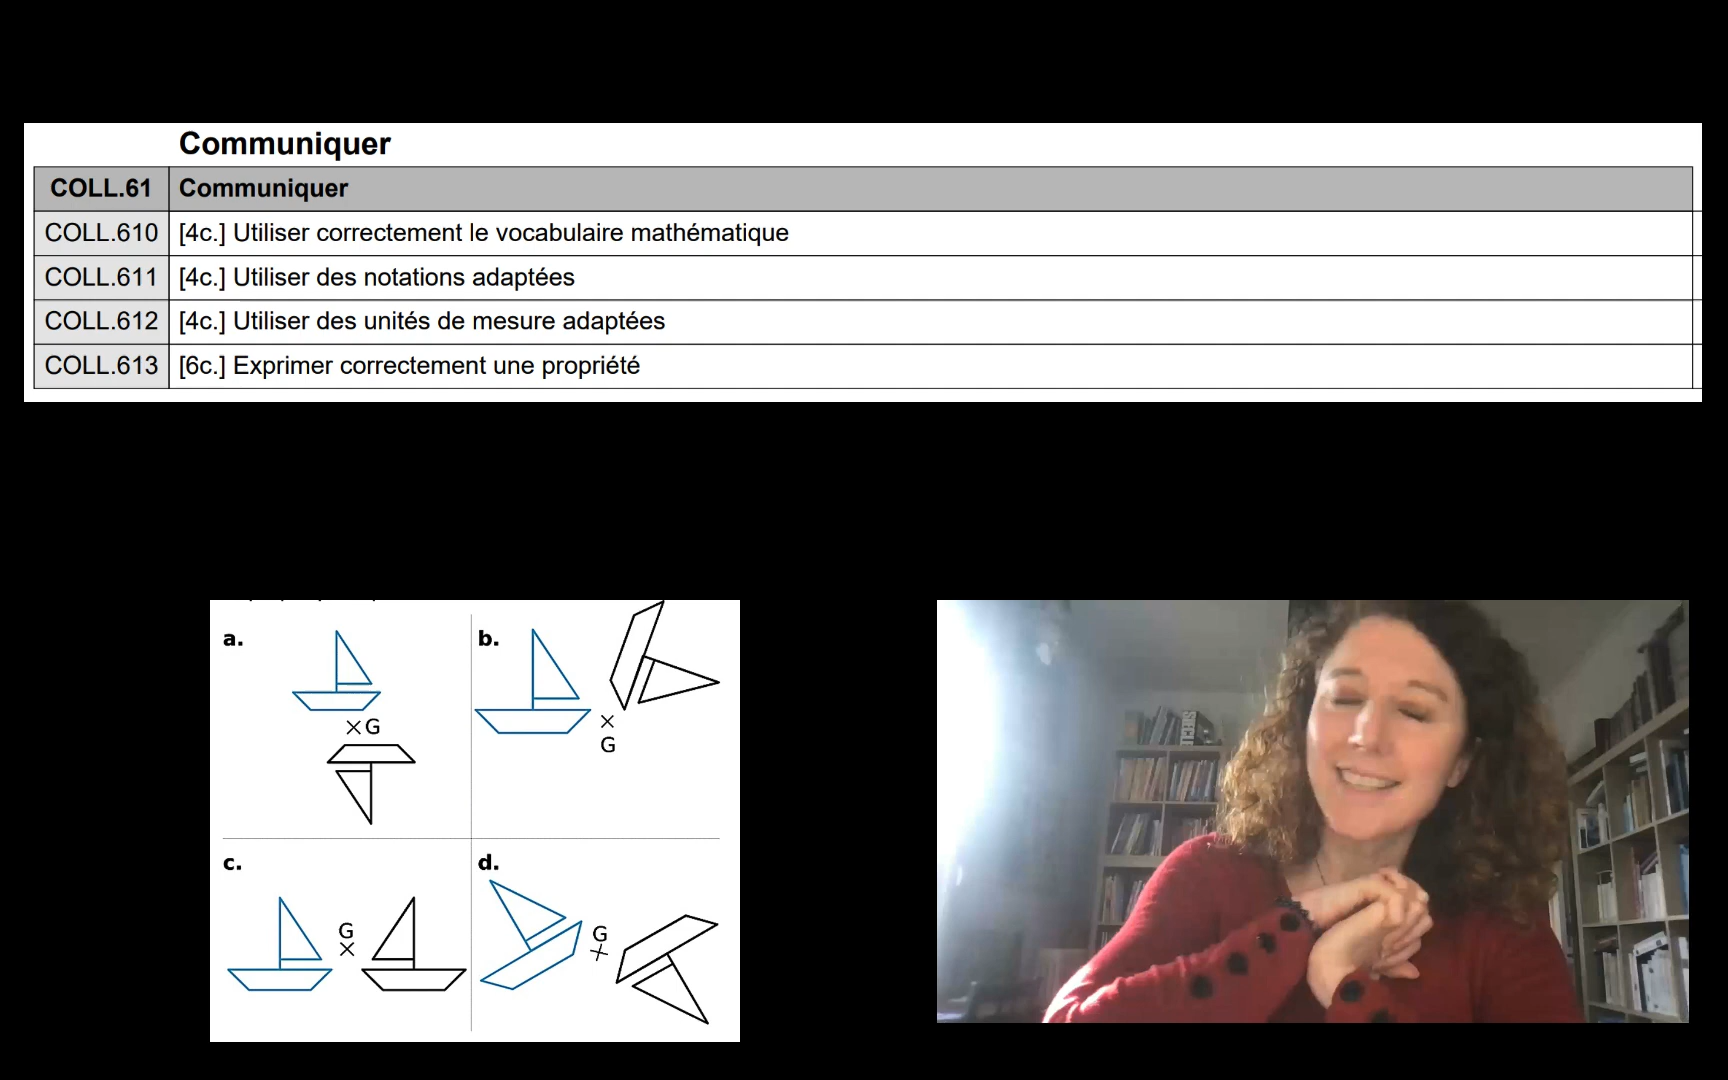 Communiquer
COLL.61 Communiquer
COLL.610 [4c.] Utiliser correctement le vocabulaire mathématique
COLL.611 [4c.] Utiliser des notations adaptées
COLL.612 [4c.] Utiliser des unités de mesure adaptées
COLL.613 [6c.] Exprimer correctement une propriété
a. b.
G
G
c. d.
G G